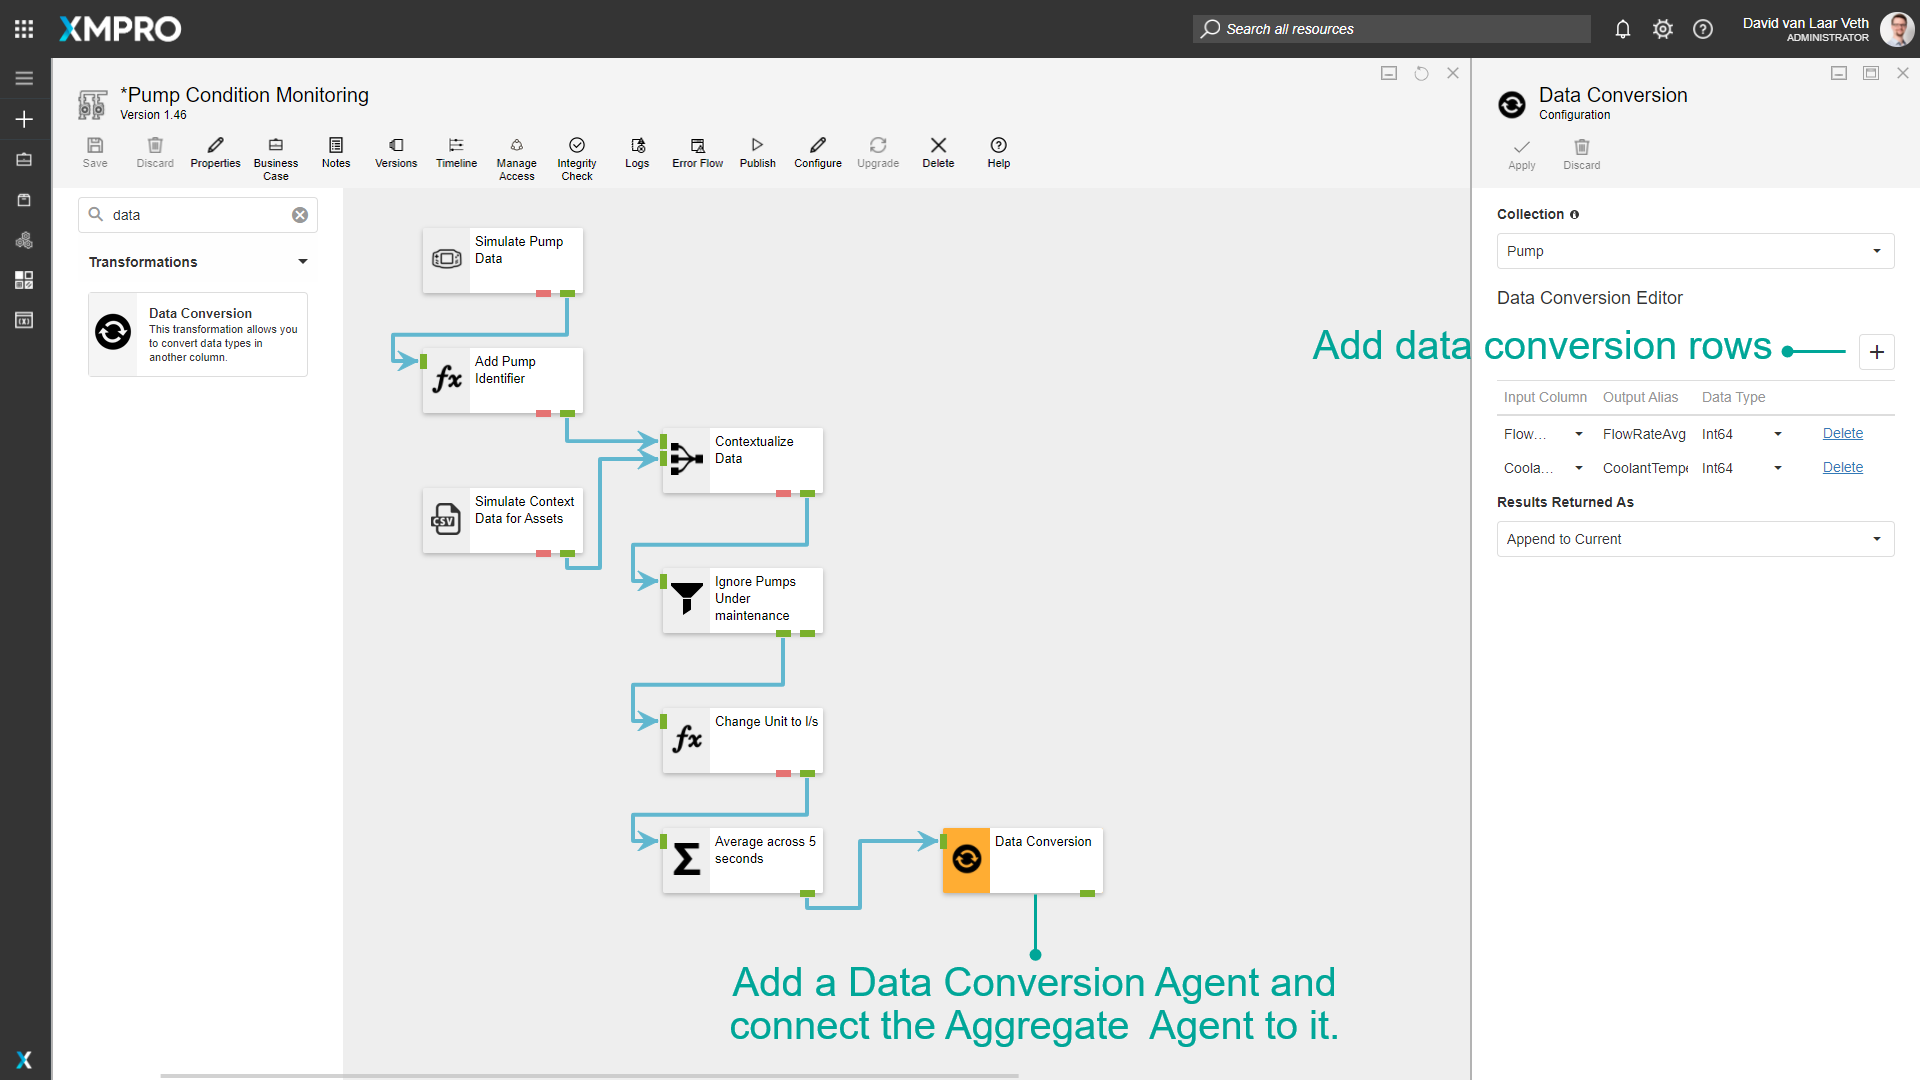 XMPRO
Search all resources
David van Laar Veth
ADMINISTRATOR
*Pump Condition Monitoring
Version 1.46
Save
Discard
Properties
Business
Case
Notes
Versions
Timeline
Manage
Access
Integrity
Check
Logs
Error Flow
Publish
Configure
Upgrade
Delete
Help
data
Transformations
Data Conversion
This transformation allows you
to convert data types in
another column.
Simulate Pump
Data
fx
Add Pump
Identifier
Contextualize
Data
CSV
Simulate Context
Data for Assets
Ignore Pumps
Under
maintenance
fx
Change Unit to l/s
Σ
Average across 5
seconds
Data Conversion
Add a Data Conversion Agent and
connect the Aggregate  Agent to it.
Data Conversion
Configuration
Apply
Discard
Collection
Pump
Data Conversion Editor
Add data conversion rows
Input Column Output Alias Data Type
Flow... FlowRateAvg Int64 Delete
Coola... CoolantTempe Int64 Delete
Results Returned As
Append to Current